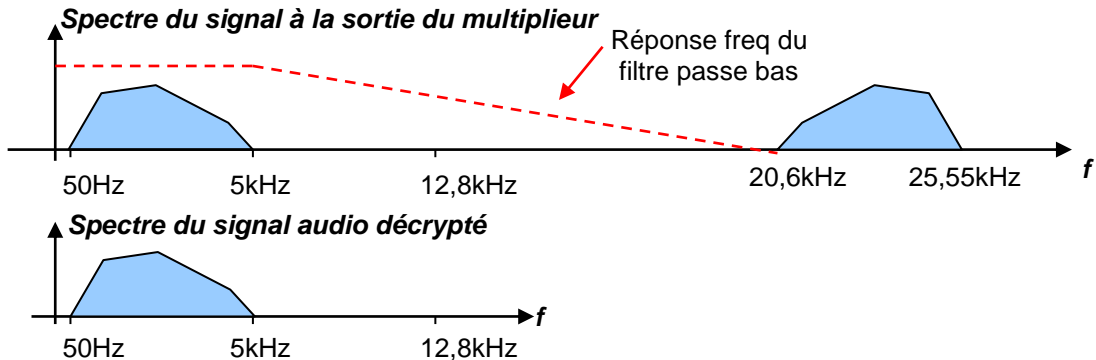 Spectre du signal à la sortie du multiplieur
Réponse freq du
filtre passe bas
50Hz 5kHz 12,8kHz 20,6kHz 25,55kHz f
Spectre du signal audio décrypté
f
50Hz 5kHz 12,8kHz